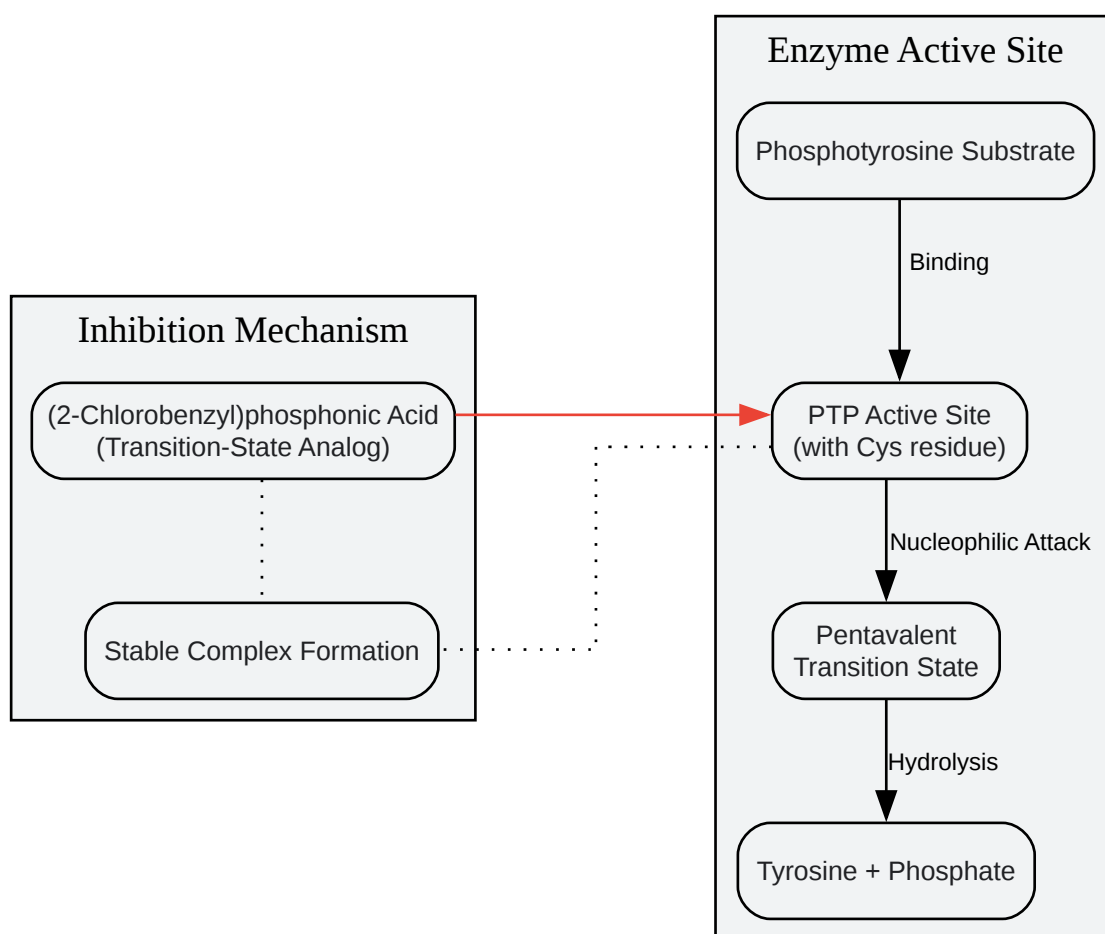 Enzyme Active Site
Phosphotyrosine Substrate
Binding
Inhibition Mechanism
(2-Chlorobenzyl)phosphonic Acid
(Transition-State Analog)
PTP Active Site
(with Cys residue)
Nucleophilic Attack
Stable Complex Formation
Pentavalent
Transition State
Hydrolysis
Tyrosine + Phosphate